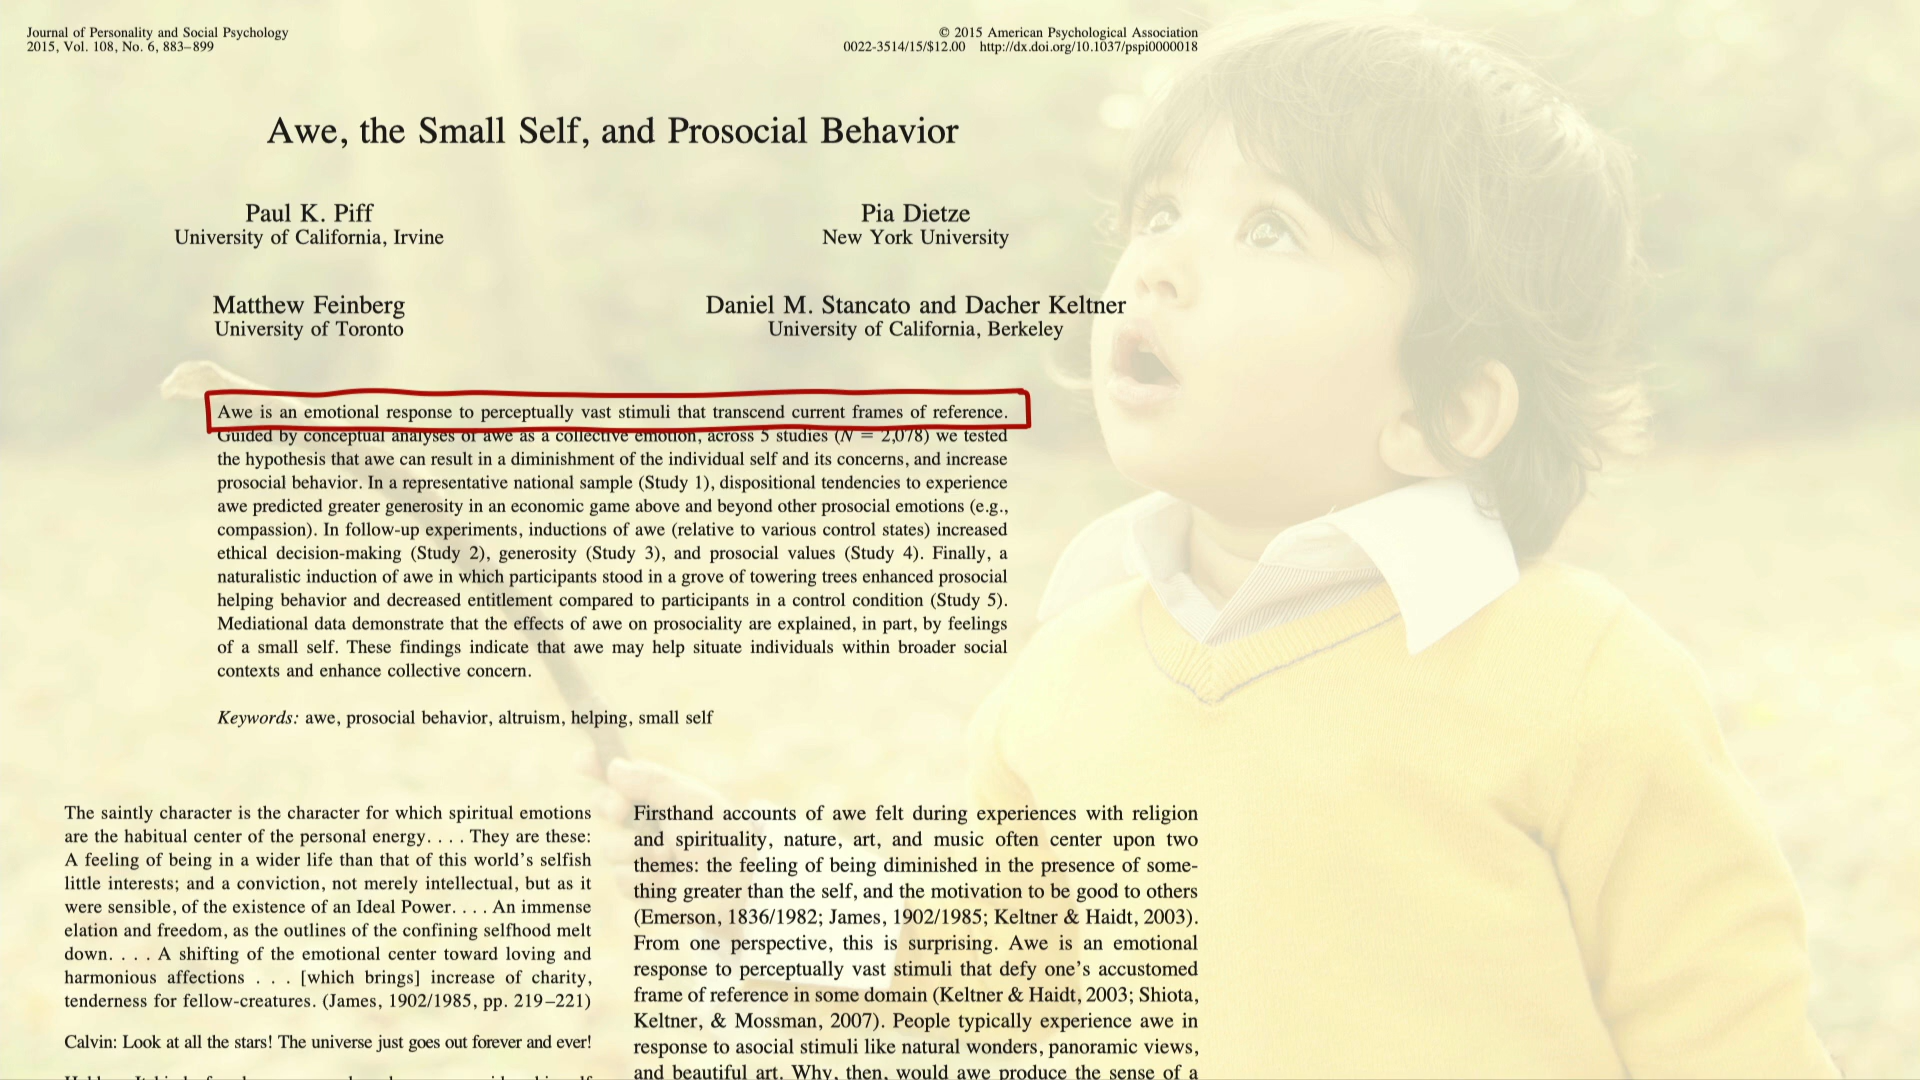 Journal of Personality and Social Psychology
2015, Vol. 108, No. 6, 883–899
© 2015 American Psychological Association
0022-3514/15/$12.00 http://dx.doi.org/10.1037/pspi0000018
Awe, the Small Self, and Prosocial Behavior
Paul K. Piff
University of California, Irvine
Pia Dietze
New York University
Matthew Feinberg
University of Toronto
Daniel M. Stancato and Dacher Keltner
University of California, Berkeley
Awe is an emotional response to perceptually vast stimuli that transcend current frames of reference.
Guided by conceptual analyses of awe as a collective emotion, across 5 studies (N = 2,078) we tested
the hypothesis that awe can result in a diminishment of the individual self and its concerns, and increase
prosocial behavior. In a representative national sample (Study 1), dispositional tendencies to experience
awe predicted greater generosity in an economic game above and beyond other prosocial emotions (e.g.,
compassion). In follow-up experiments, inductions of awe (relative to various control states) increased
ethical decision-making (Study 2), generosity (Study 3), and prosocial values (Study 4). Finally, a
naturalistic induction of awe in which participants stood in a grove of towering trees enhanced prosocial
helping behavior and decreased entitlement compared to participants in a control condition (Study 5).
Mediational data demonstrate that the effects of awe on prosociality are explained, in part, by feelings
of a small self. These findings indicate that awe may help situate individuals within broader social
contexts and enhance collective concern.
Keywords: awe, prosocial behavior, altruism, helping, small self
The saintly character is the character for which spiritual emotions
are the habitual center of the personal energy. . . . They are these:
A feeling of being in a wider life than that of this world’s selfish
little interests; and a conviction, not merely intellectual, but as it
were sensible, of the existence of an Ideal Power. . . . An immense
elation and freedom, as the outlines of the confining selfhood melt
down. . . . A shifting of the emotional center toward loving and
harmonious affections . . . [which brings] increase of charity,
tenderness for fellow-creatures. (James, 1902/1985, pp. 219–221)
Calvin: Look at all the stars! The universe just goes out forever and ever!
Firsthand accounts of awe felt during experiences with religion
and spirituality, nature, art, and music often center upon two
themes: the feeling of being diminished in the presence of some-
thing greater than the self, and the motivation to be good to others
(Emerson, 1836/1982; James, 1902/1985; Keltner & Haidt, 2003).
From one perspective, this is surprising. Awe is an emotional
response to perceptually vast stimuli that defy one’s accustomed
frame of reference in some domain (Keltner & Haidt, 2003; Shiota,
Keltner, & Mossman, 2007). People typically experience awe in
response to asocial stimuli like natural wonders, panoramic views,
and beautiful art. Why, then, would awe produce the sense of a